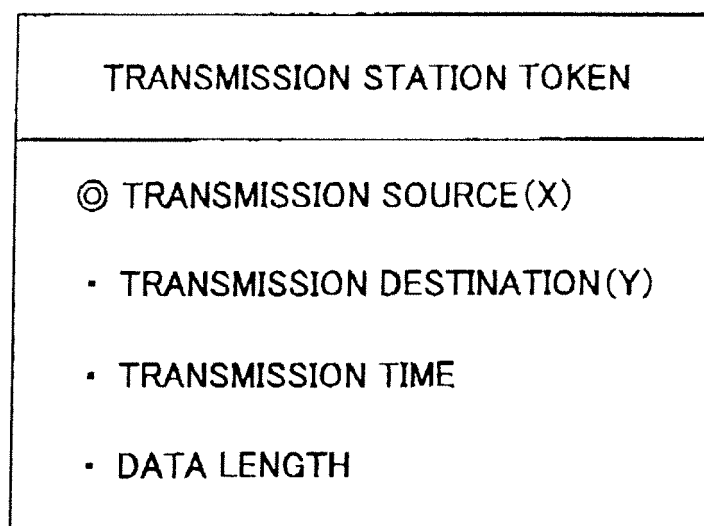 TRANSMISSION STATION TOKEN
◎ TRANSMISSION SOURCE(X)
・ TRANSMISSION DESTINATION(Y)
・ TRANSMISSION TIME
・ DATA LENGTH